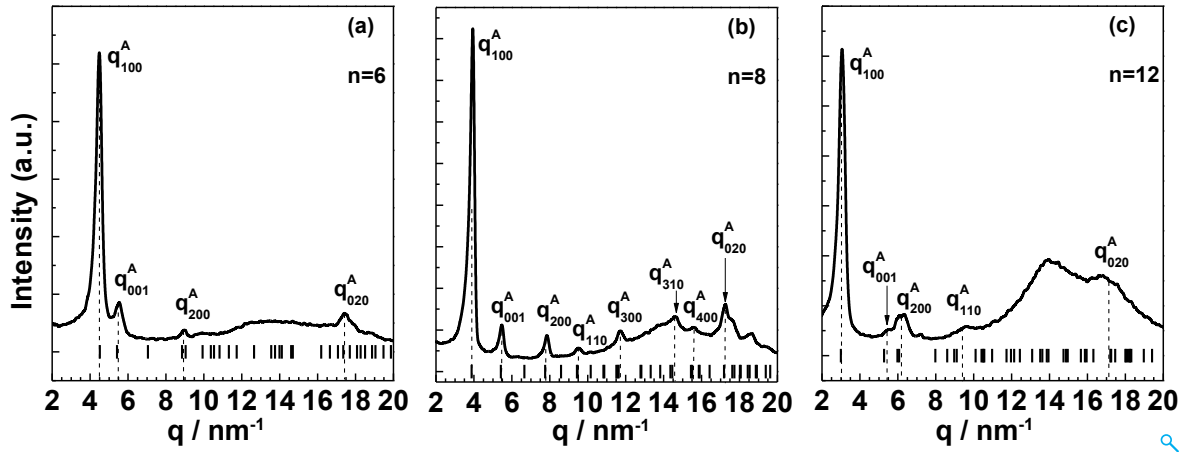 Intensity (a.u.)
(a)
n=6
q^A_100
q^A_001
q^A_200
q^A_020
2 4 6 8 10 12 14 16 18 20
q / nm⁻¹
(b)
n=8
q^A_100
q^A_001
q^A_200
q^A_110
q^A_300
q^A_310
q^A_400
q^A_020
2 4 6 8 10 12 14 16 18 20
q / nm⁻¹
(c)
n=12
q^A_100
q^A_001
q^A_200
q^A_110
q^A_020
2 4 6 8 10 12 14 16 18 20
q / nm⁻¹